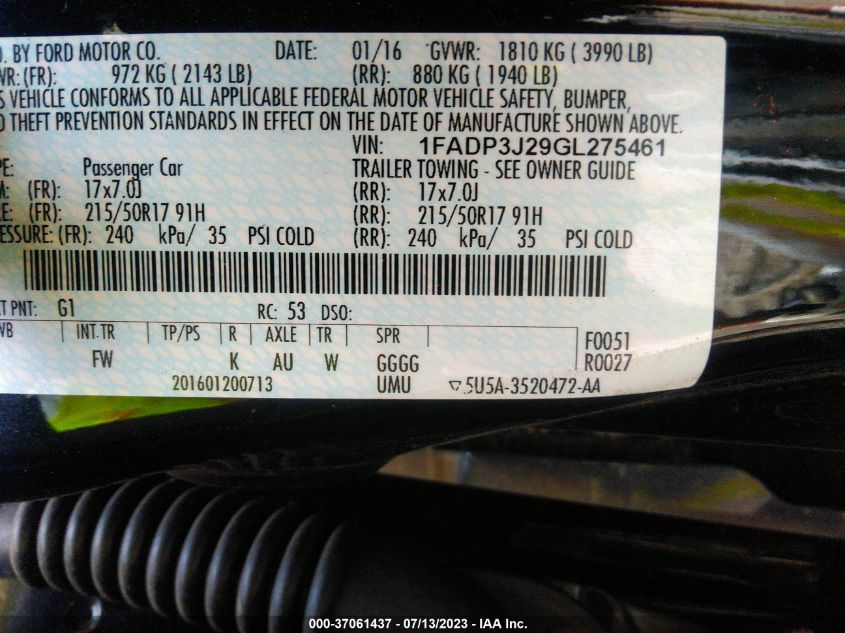 D. BY FORD MOTOR CO. DATE: 01/16 GVWR: 1810 KG ( 3990 LB)
WR: (FR): 972 KG ( 2143 LB) (RR): 880 KG ( 1940 LB)
S VEHICLE CONFORMS TO ALL APPLICABLE FEDERAL MOTOR VEHICLE SAFETY, BUMPER,
D THEFT PREVENTION STANDARDS IN EFFECT ON THE DATE OF MANUFACTURE SHOWN ABOVE.
VIN: 1FADP3J29GL275461
PE: Passenger Car TRAILER TOWING - SEE OWNER GUIDE
M: (FR): 17x7.0J (RR): 17x7.0J
RE: (FR): 215/50R17 91H (RR): 215/50R17 91H
ESSURE: (FR): 240 kPa/ 35 PSI COLD (RR): 240 kPa/ 35 PSI COLD
T PNT: G1 RC: 53 DSO:
WB INT.TR TP/PS R AXLE TR SPR F0051
FW K AU W GGGG R0027
201601200713 UMU 5U5A-3520472-AA
000-37061437 - 07/13/2023 - IAA Inc.